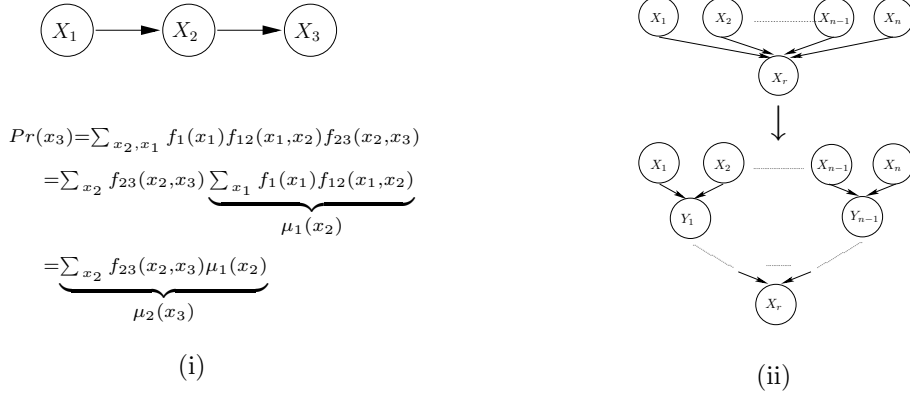 X₁ X₂ X₃
Pr(x₃)=∑ₓ₂,ₓ₁ f₁(x₁)f₁₂(x₁,x₂)f₂₃(x₂,x₃)
=∑ₓ₂ f₂₃(x₂,x₃) ∑ₓ₁ f₁(x₁)f₁₂(x₁,x₂)
μ₁(x₂)
=∑ₓ₂ f₂₃(x₂,x₃)μ₁(x₂)
μ₂(x₃)
(i)
X₁ X₂ Xₙ₋₁ Xₙ
Xᵣ
X₁ X₂ Xₙ₋₁ Xₙ
Y₁ Yₙ₋₁
Xᵣ
(ii)